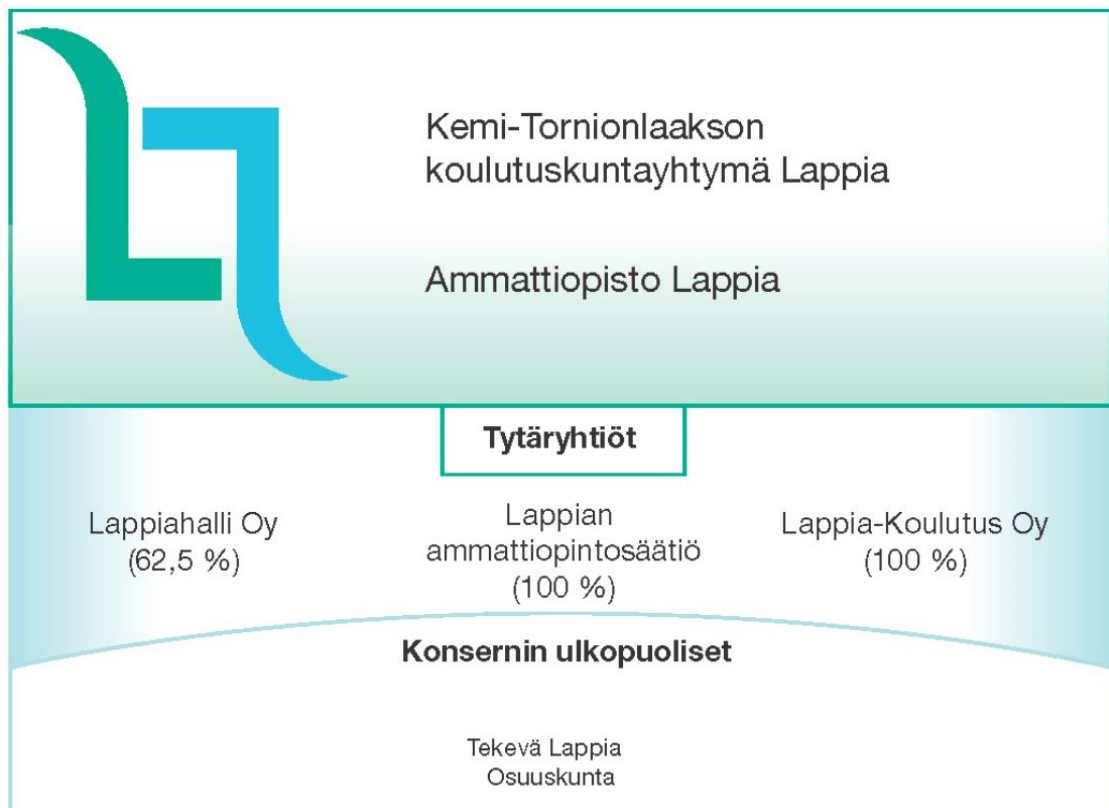 Kemi-Tornionlaakson
koulutuskuntayhtymä Lappia
Ammattiopisto Lappia
Tytäryhtiöt
Lappiahalli Oy
(62,5 %)
Lappian
ammattiopintosäätiö
(100 %)
Lappia-Koulutus Oy
(100 %)
Konsernin ulkopuoliset
Tekevä Lappia
Osuuskunta